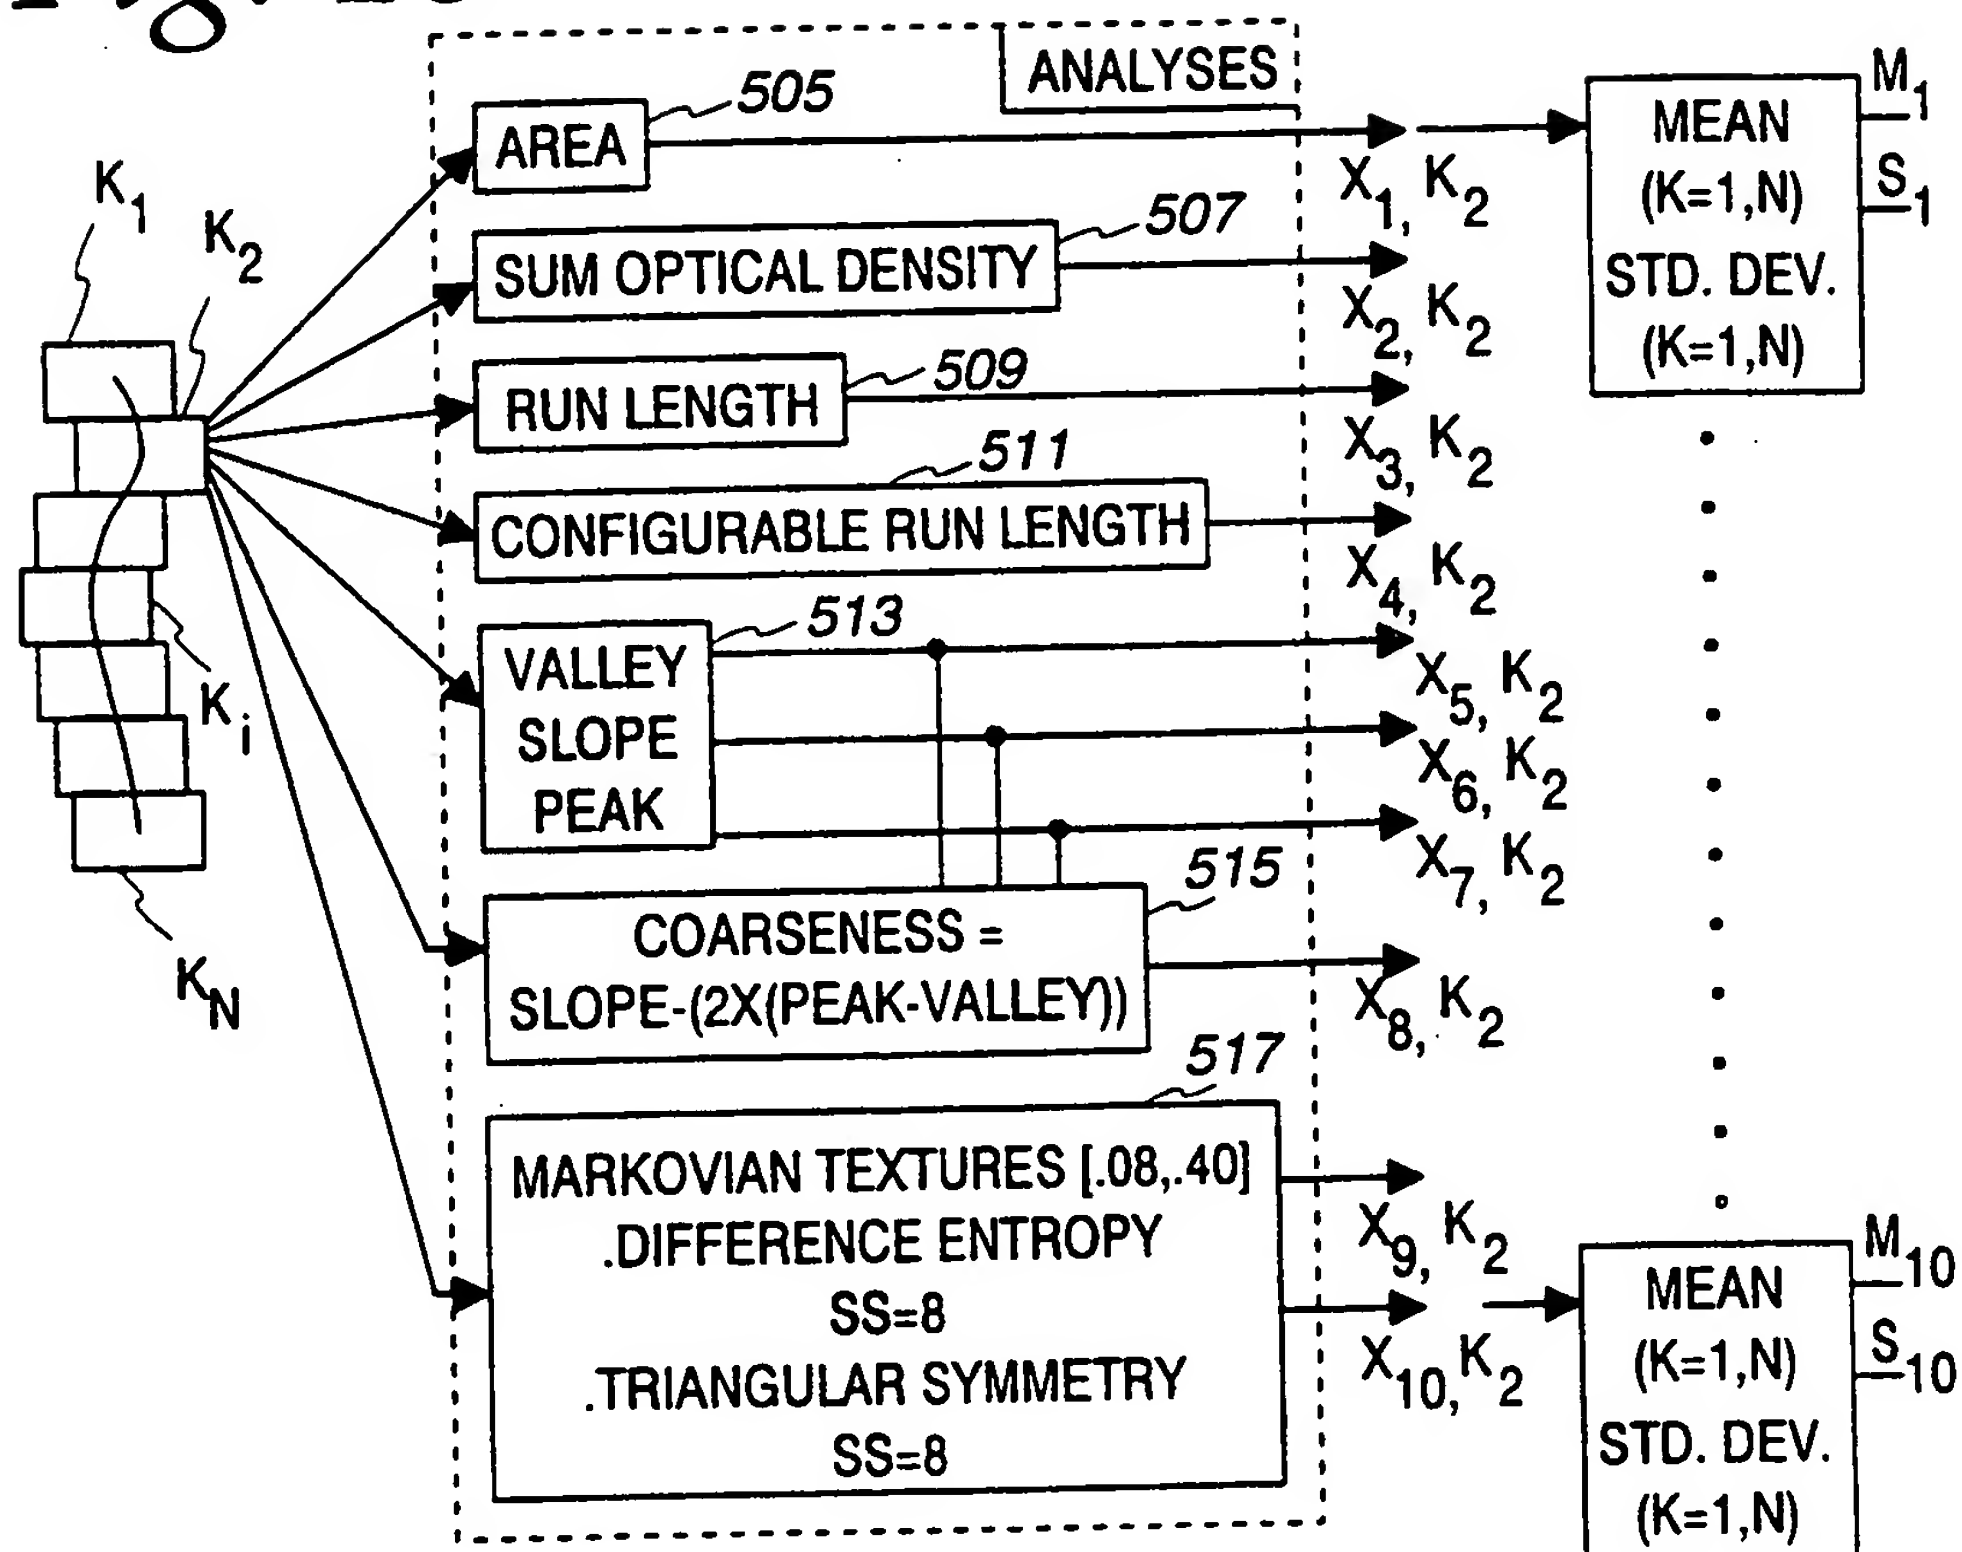 ANALYSES
AREA
505
X1, K2
SUM OPTICAL DENSITY
507
X2, K2
RUN LENGTH
509
X3, K2
CONFIGURABLE RUN LENGTH
511
X4, K2
VALLEY
SLOPE
PEAK
513
X5, K2
X6, K2
X7, K2
COARSENESS =
SLOPE-(2X(PEAK-VALLEY))
515
X8, K2
MARKOVIAN TEXTURES [.08,.40]
.DIFFERENCE ENTROPY
SS=8
.TRIANGULAR SYMMETRY
SS=8
517
X9, K2
X10, K2
K1
K2
Ki
KN
MEAN
(K=1,N)
STD. DEV.
(K=1,N)
M1
S1
MEAN
(K=1,N)
STD. DEV.
(K=1,N)
M10
S10